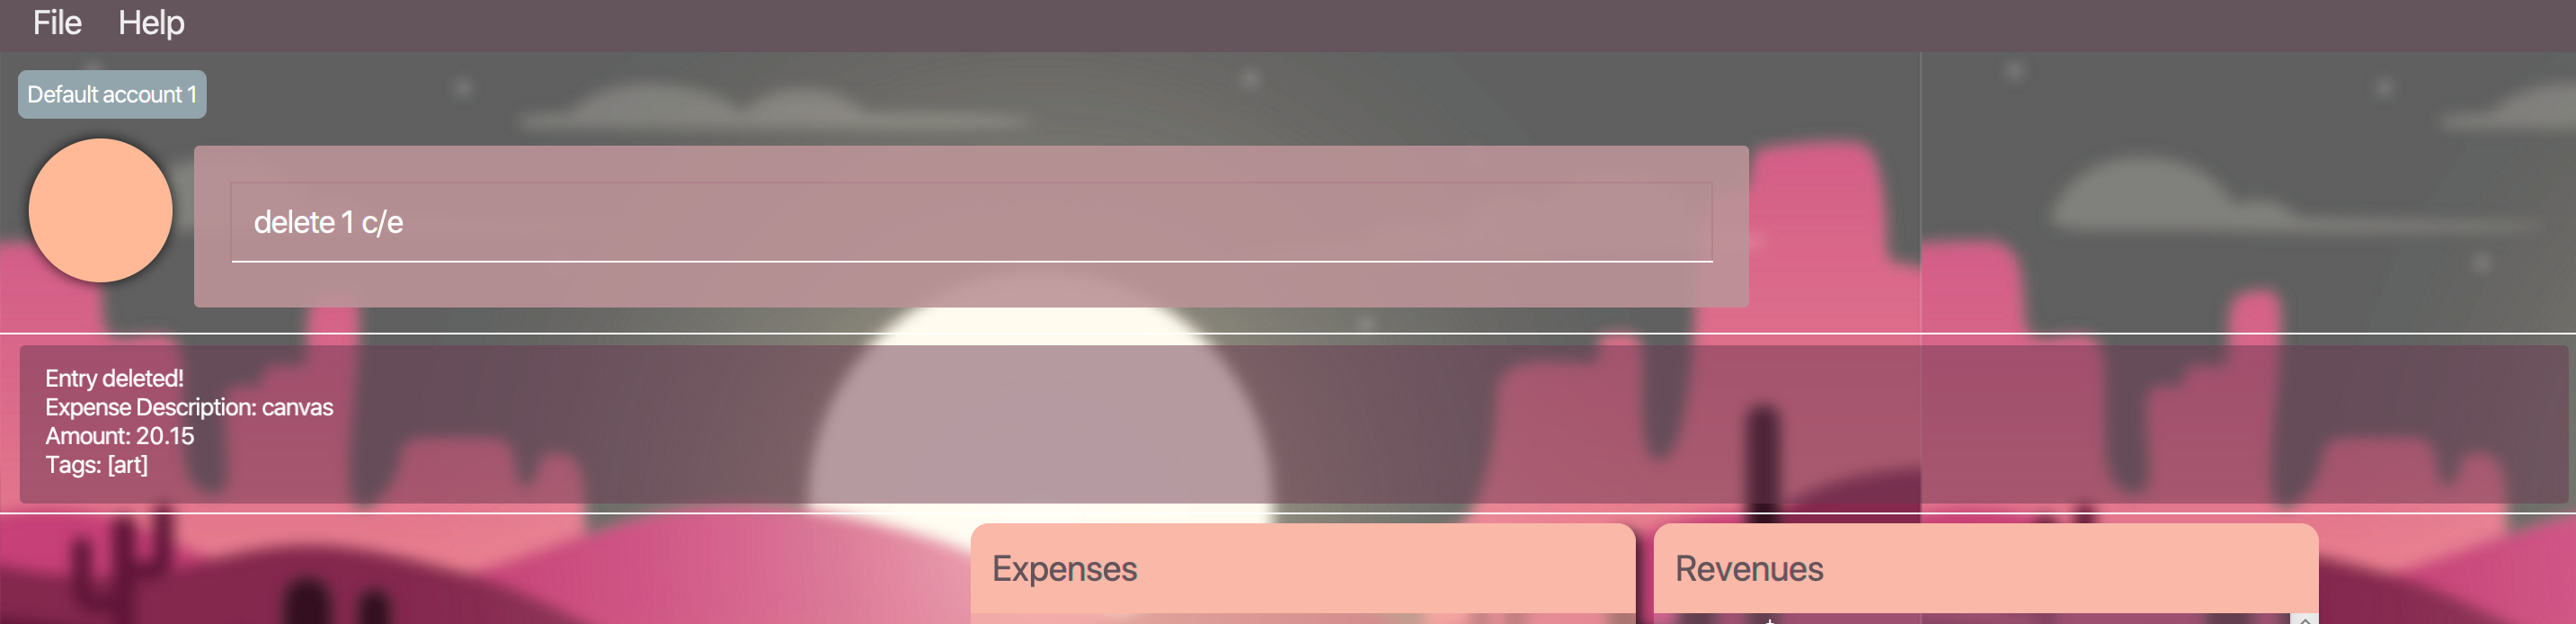 File Help
Default account 1
delete 1 c/e
Entry deleted!
Expense Description: canvas
Amount: 20.15
Tags: [art]
Expenses
Revenues